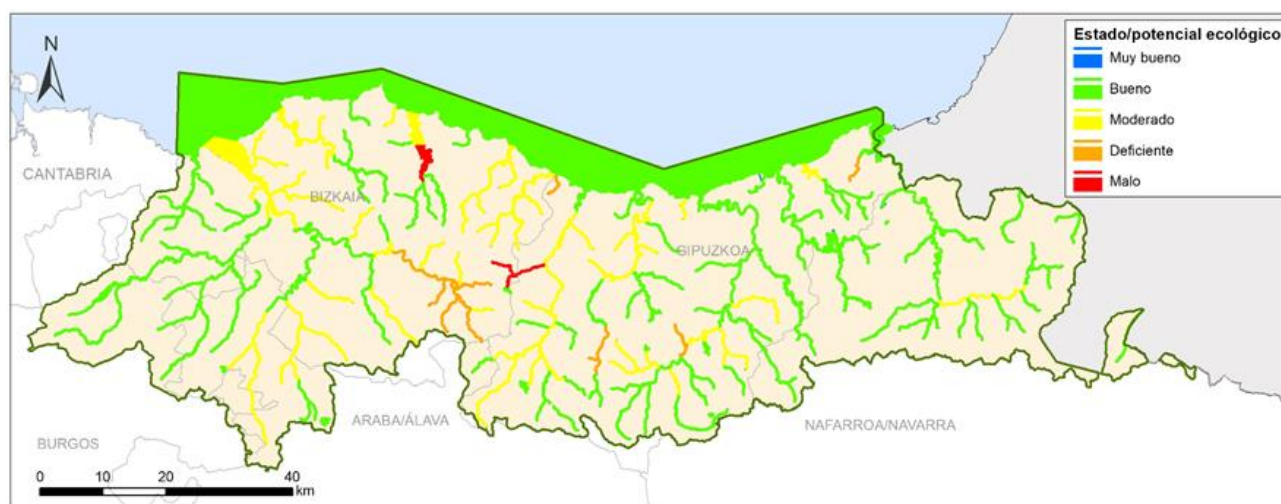 N
Estado/potencial ecológico
Muy bueno
Bueno
Moderado
Deficiente
Malo
CANTABRIA
BIZKAIA
GIPUZKOA
ARABA/ÁLAVA
NAFARROA/NAVARRA
BURGOS
0 10 20 40
km